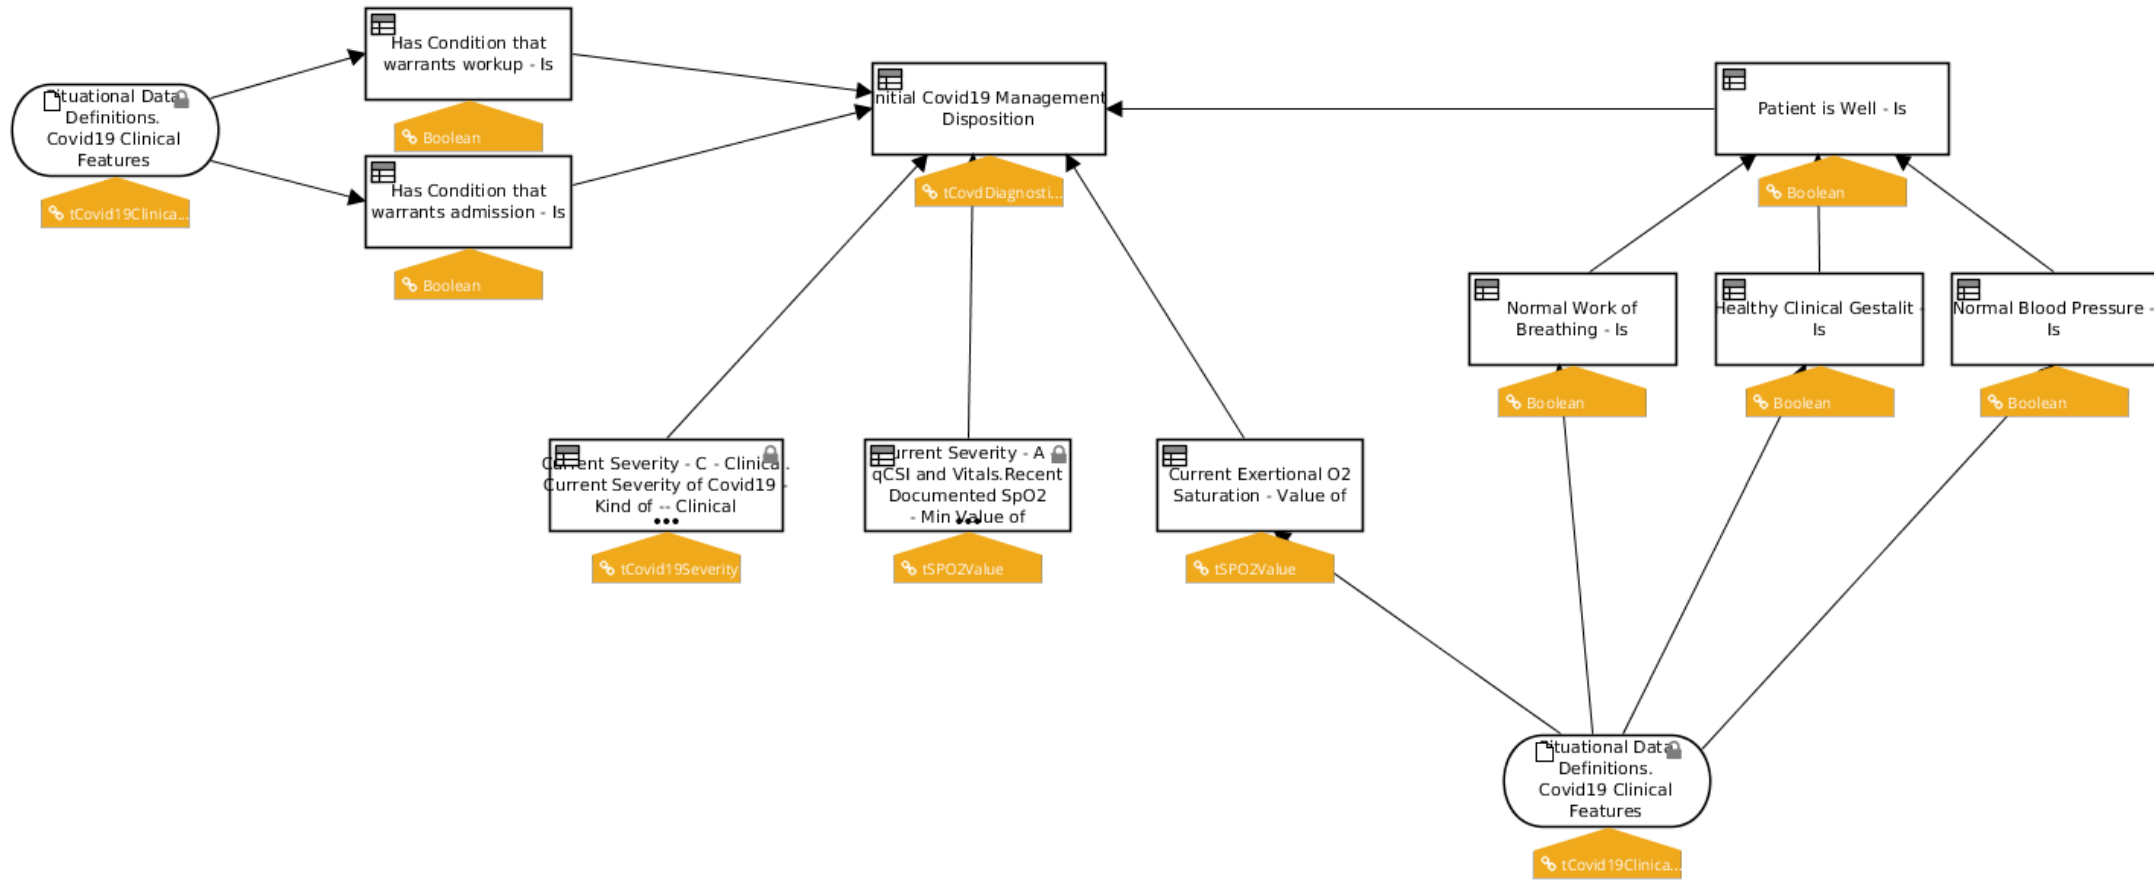 Has Condition that
warrants workup - Is
Boolean
ituational Data
Definitions.
Covid19 Clinical
Features
tCovid19Clinica...
Has Condition that
warrants admission - Is
Boolean
nitial Covid19 Management
Disposition
tCovdDiagnosti...
Patient is Well - Is
Boolean
Normal Work of
Breathing - Is
Boolean
Healthy Clinical Gestalit -
Is
Boolean
Normal Blood Pressure -
Is
Boolean
Current Severity - C - Clinical.
Current Severity of Covid19 -
Kind of -- Clinical
tCovid19Severity
urrent Severity - A
qCSI and Vitals.Recent
Documented SpO2
- Min Value of
tSPO2Value
Current Exertional O2
Saturation - Value of
tSPO2Value
ituational Data
Definitions.
Covid19 Clinical
Features
tCovid19Clinica...